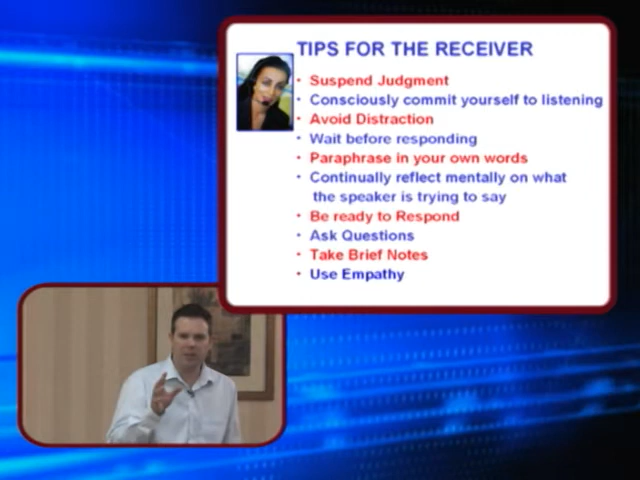 TIPS FOR THE RECEIVER
• Suspend Judgment
• Consciously commit yourself to listening
• Avoid Distraction
• Wait before responding
• Paraphrase in your own words
• Continually reflect mentally on what
the speaker is trying to say
• Be ready to Respond
• Ask Questions
• Take Brief Notes
• Use Empathy